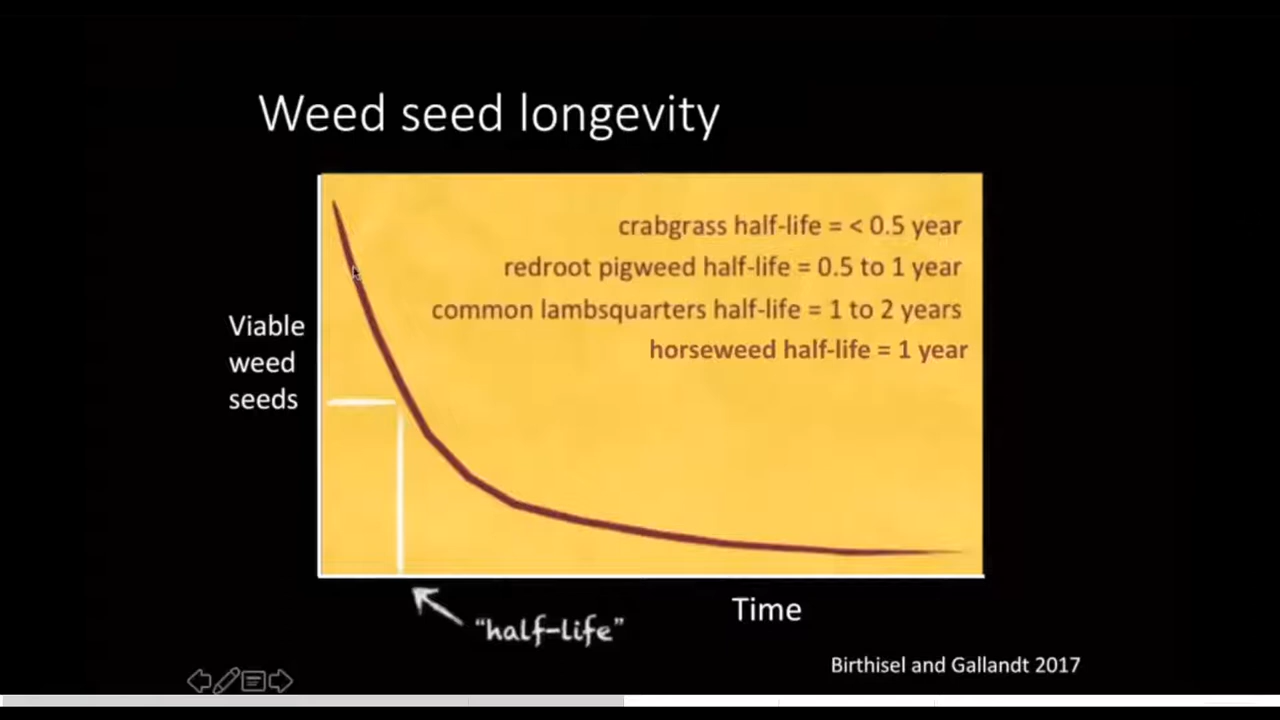 Weed seed longevity
crabgrass half-life = < 0.5 year
redroot pigweed half-life = 0.5 to 1 year
common lambsquarters half-life = 1 to 2 years
horseweed half-life = 1 year
Viable
weed
seeds
Time
“half-life”
Birthisel and Gallandt 2017